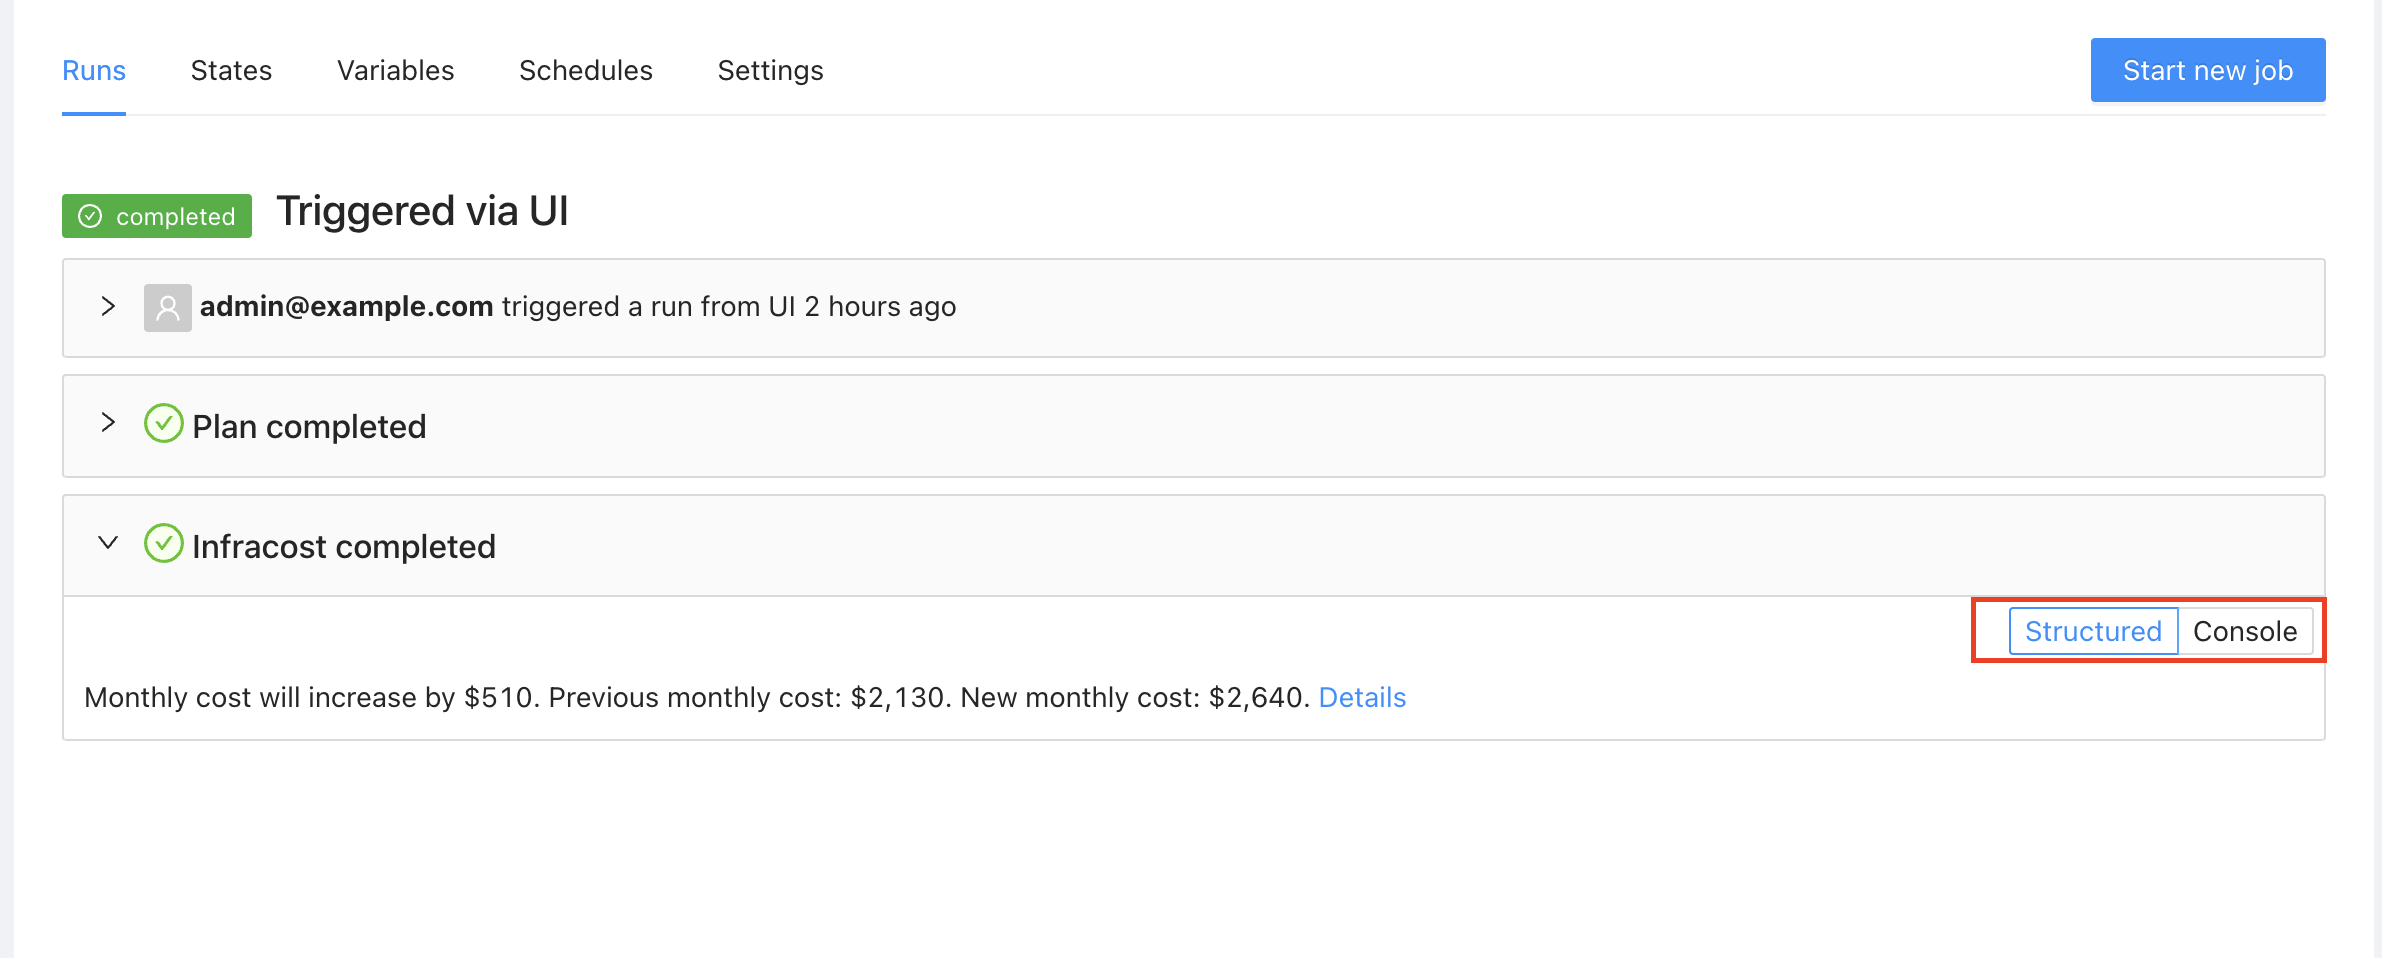 Runs States Variables Schedules Settings Start new job
completed Triggered via UI
admin@example.com triggered a run from UI 2 hours ago
Plan completed
Infracost completed
Structured Console
Monthly cost will increase by $510. Previous monthly cost: $2,130. New monthly cost: $2,640. Details